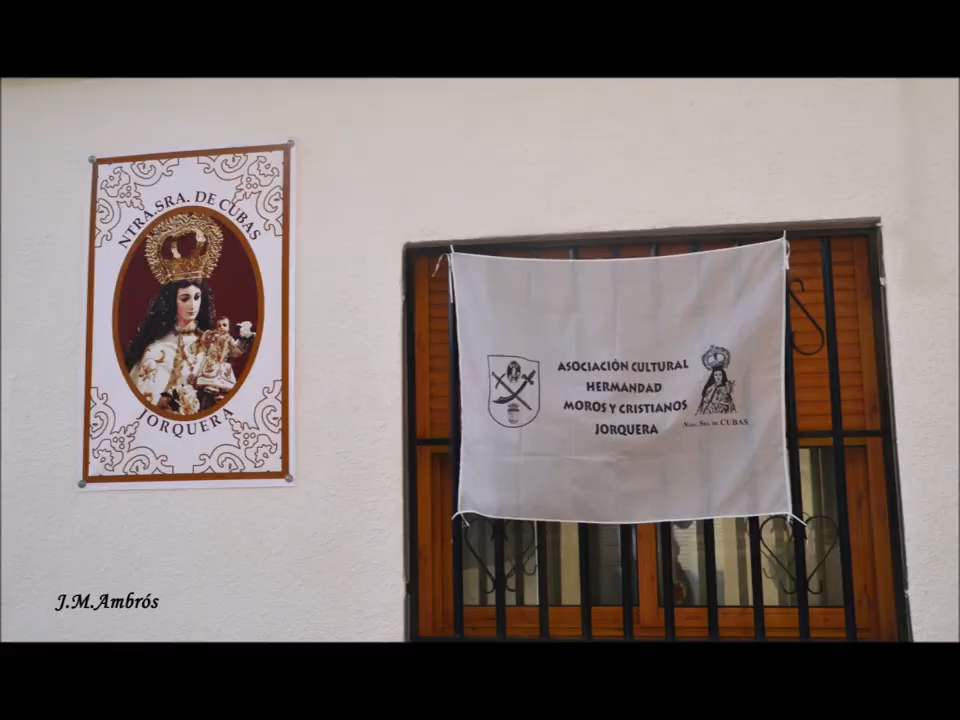 NTRA.SRA. DE CUBAS
JORQUERA
ASOCIACIÓN CULTURAL
HERMANDAD
MOROS Y CRISTIANOS
JORQUERA
Ntra. Sra. de CUBAS
J.M.Ambrós